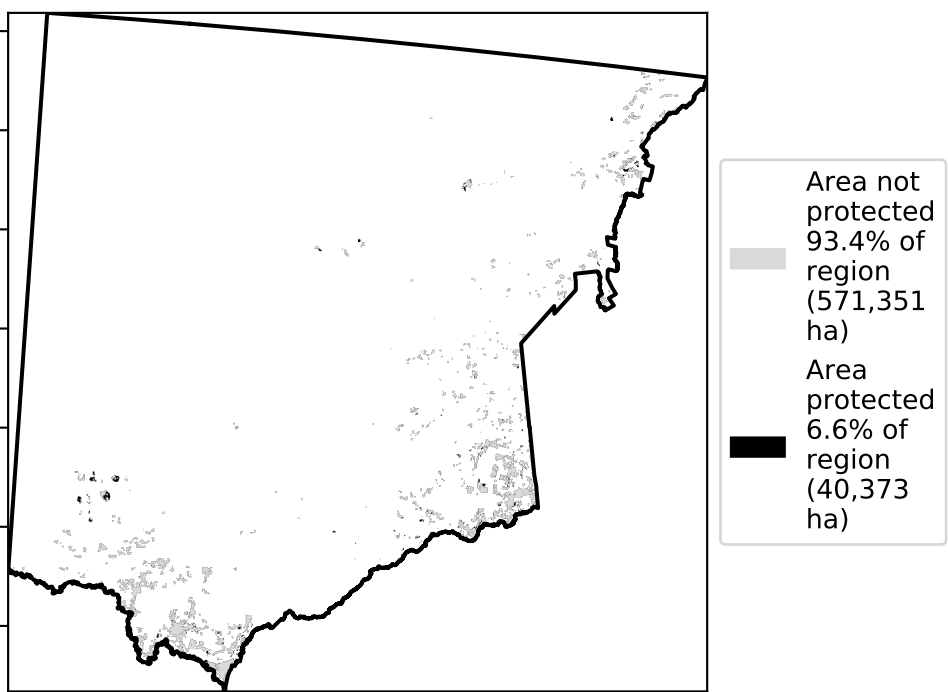 Area not
protected
93.4% of
region
(571,351
ha)
Area
protected
6.6% of
region
(40,373
ha)